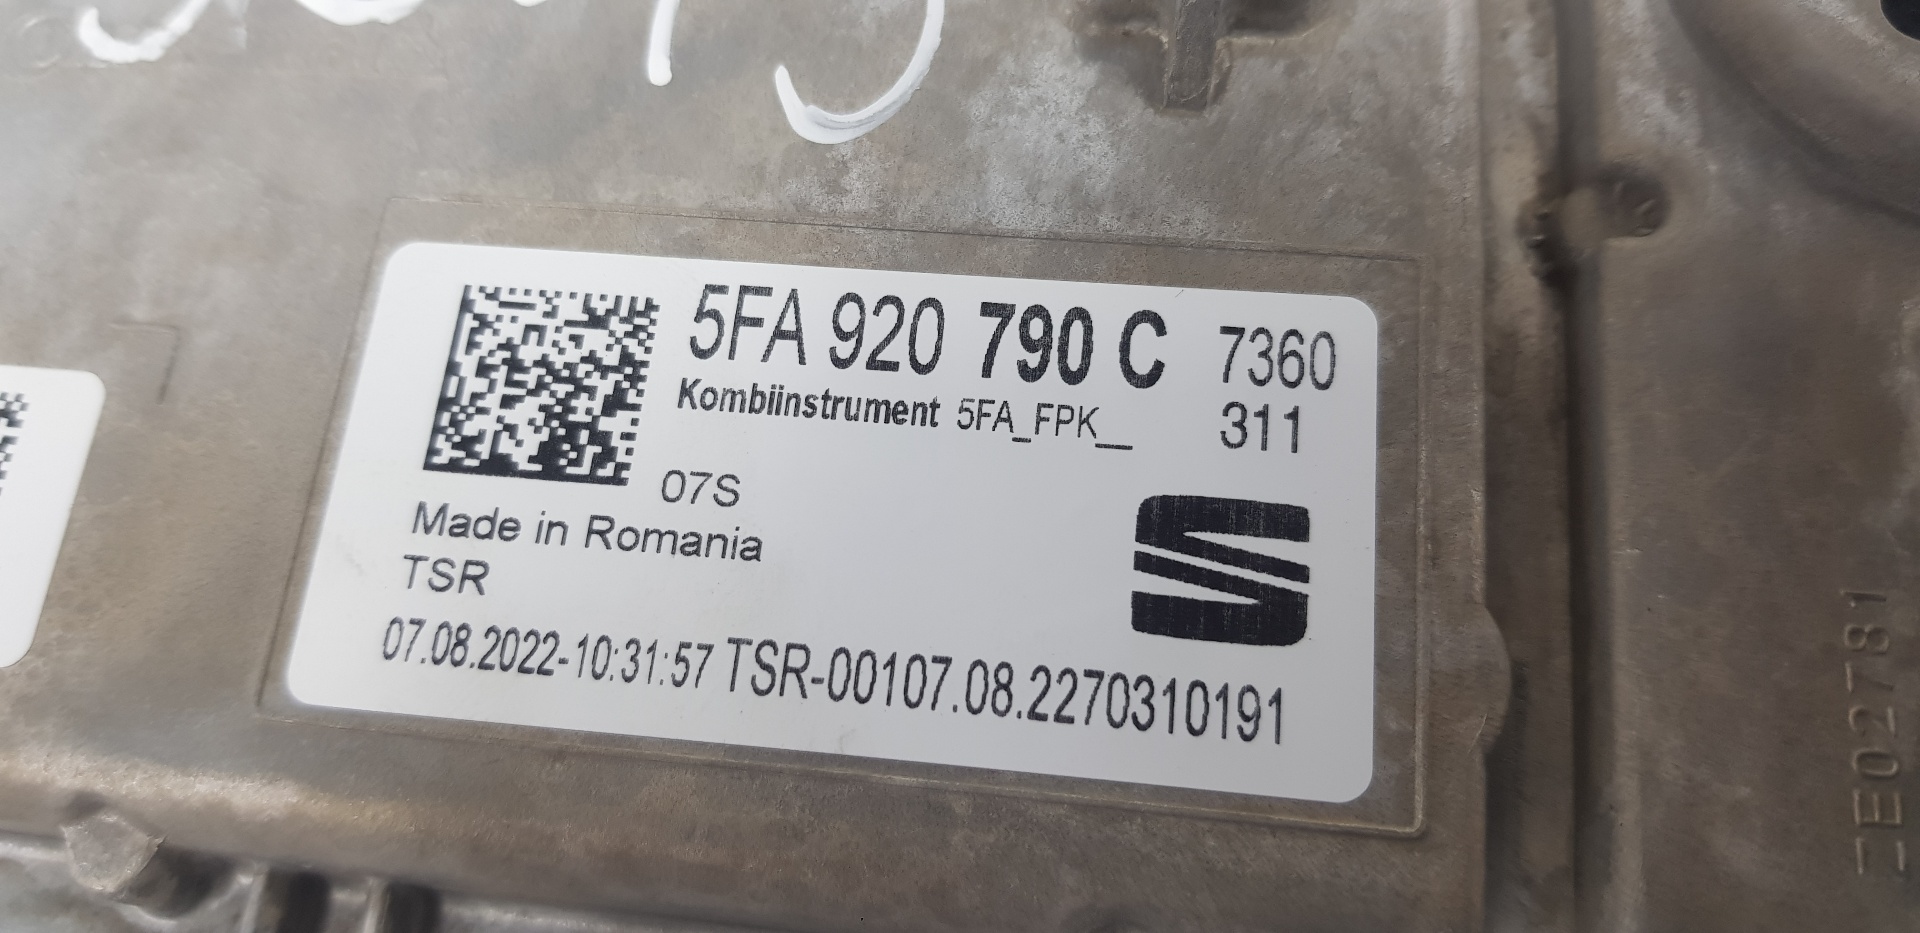 5FA 920 790 C 7360
Kombiinstrument 5FA_FPK__ 311
07S
Made in Romania
TSR
07.08.2022-10:31:57 TSR-00107.08.2270310191